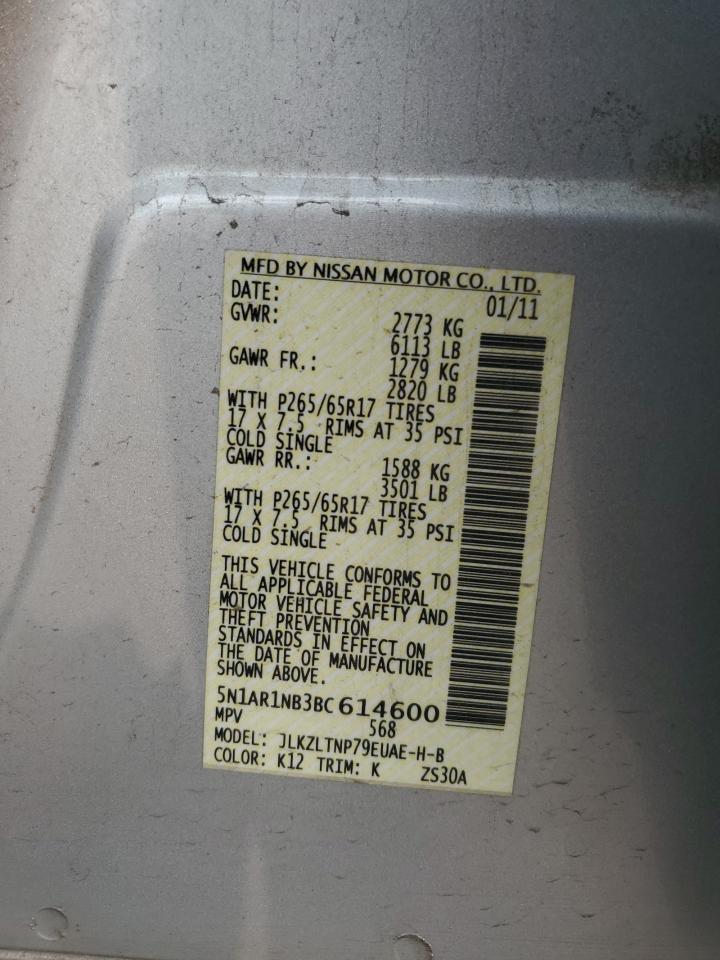 MFD BY NISSAN MOTOR CO., LTD.
DATE: 01/11
GVWR: 2773 KG
6113 LB
GAWR FR.: 1279 KG
2820 LB
WITH P265/65R17 TIRES
17 X 7.5 RIMS AT 35 PSI
COLD SINGLE
GAWR RR.: 1588 KG
3501 LB
WITH P265/65R17 TIRES
17 X 7.5 RIMS AT 35 PSI
COLD SINGLE
THIS VEHICLE CONFORMS TO
ALL APPLICABLE FEDERAL
MOTOR VEHICLE SAFETY AND
THEFT PREVENTION
STANDARDS IN EFFECT ON
THE DATE OF MANUFACTURE
SHOWN ABOVE.
5N1AR1NB3BC614600
MPV 568
MODEL: JLKZLTNP79EUAE-H-B
COLOR: K12 TRIM: K ZS30A